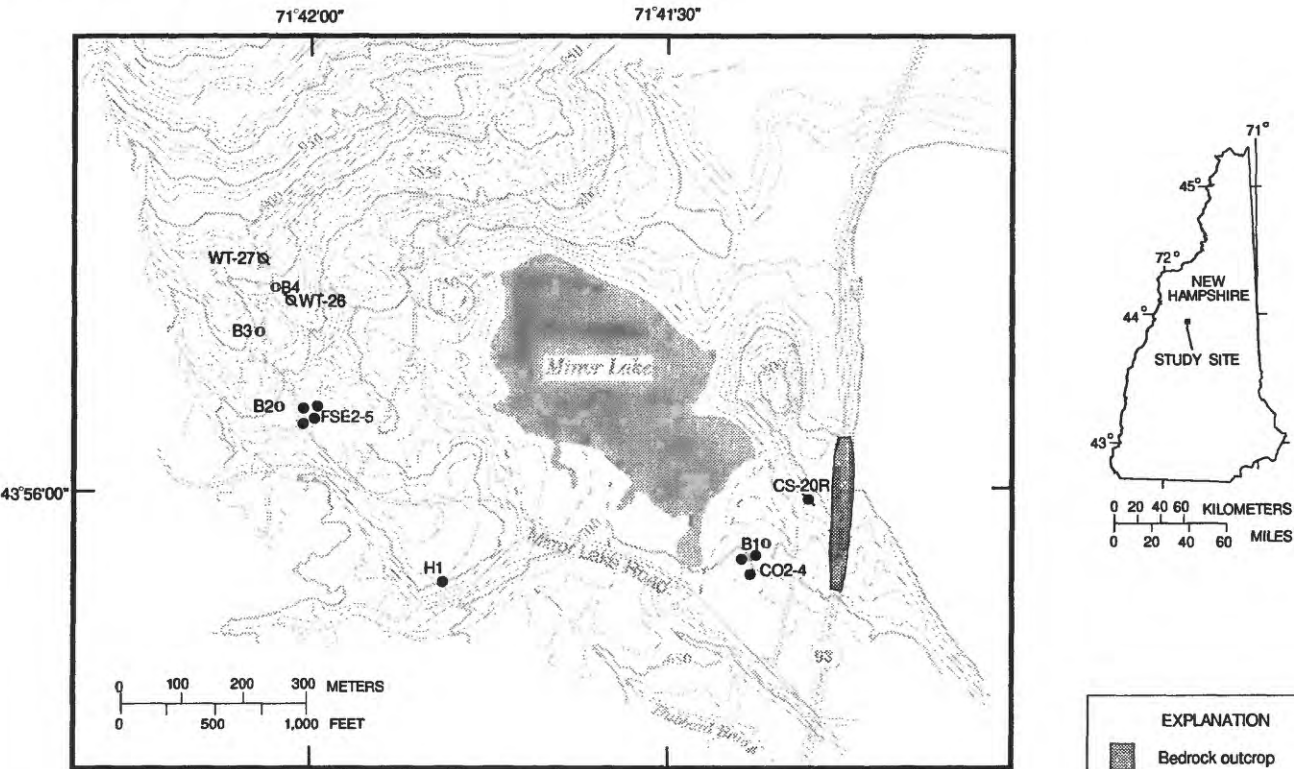 71°42'00"
71°41'30"
71°
45°
WT-27
B4
WT-26
72°
NEW
HAMPSHIRE
44°
B3
Mirror Lake
STUDY SITE
B2
FSE2-5
43°
43°56'00"
CS-20R
0 20 40 60 KILOMETERS
0 20 40 60 MILES
B1
CO2-4
Mirror Lake Road
H1
93
0 100 200 300 METERS
0 500 1,000 FEET
EXPLANATION
Bedrock outcrop